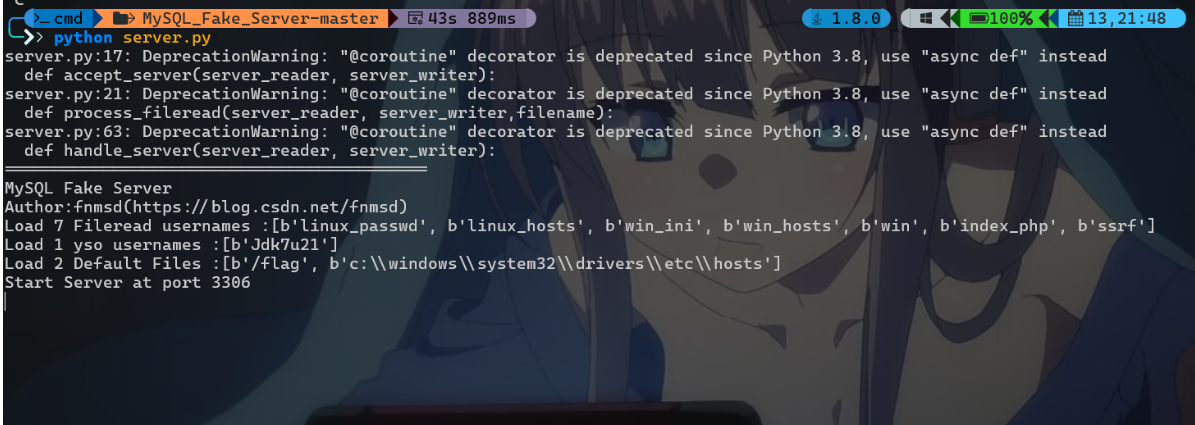 cmd MySQL_Fake_Server-master 43s 889ms 1.8.0 100% 13,21:48
python server.py
server.py:17: DeprecationWarning: "@coroutine" decorator is deprecated since Python 3.8, use "async def" instead
  def accept_server(server_reader, server_writer):
server.py:21: DeprecationWarning: "@coroutine" decorator is deprecated since Python 3.8, use "async def" instead
  def process_fileread(server_reader, server_writer,filename):
server.py:63: DeprecationWarning: "@coroutine" decorator is deprecated since Python 3.8, use "async def" instead
  def handle_server(server_reader, server_writer):
MySQL Fake Server
Author:fnmsd(https://blog.csdn.net/fnmsd)
Load 7 Fileread usernames :[b'linux_passwd', b'linux_hosts', b'win_ini', b'win_hosts', b'win', b'index_php', b'ssrf']
Load 1 yso usernames :[b'Jdk7u21']
Load 2 Default Files :[b'/flag', b'c:\\windows\\system32\\drivers\\etc\\hosts']
Start Server at port 3306